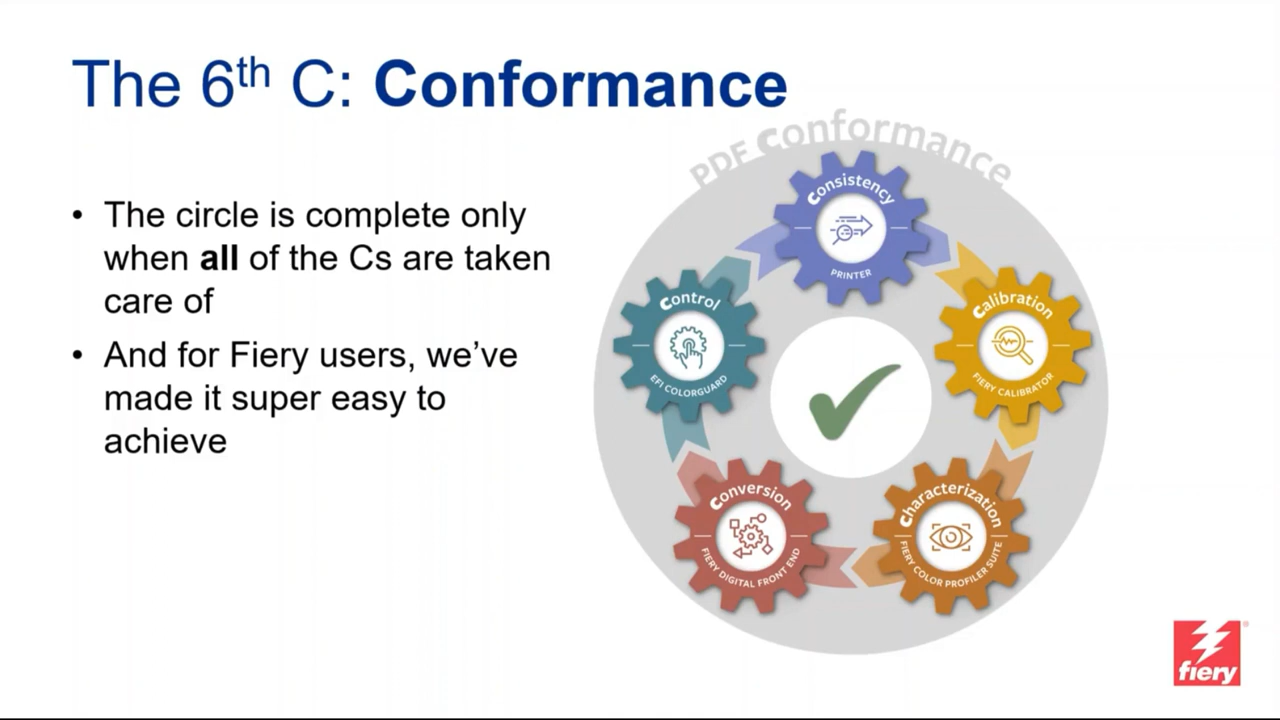 The 6th C: Conformance
• The circle is complete only
when all of the Cs are taken
care of
• And for Fiery users, we’ve
made it super easy to
achieve
PDF Conformance
Consistency
PRINTER
Control
EFI COLORGUARD
Calibration
FIERY CALIBRATOR
Conversion
FIERY DIGITAL FRONT END
Characterization
FIERY COLOR PROFILER SUITE
fiery®